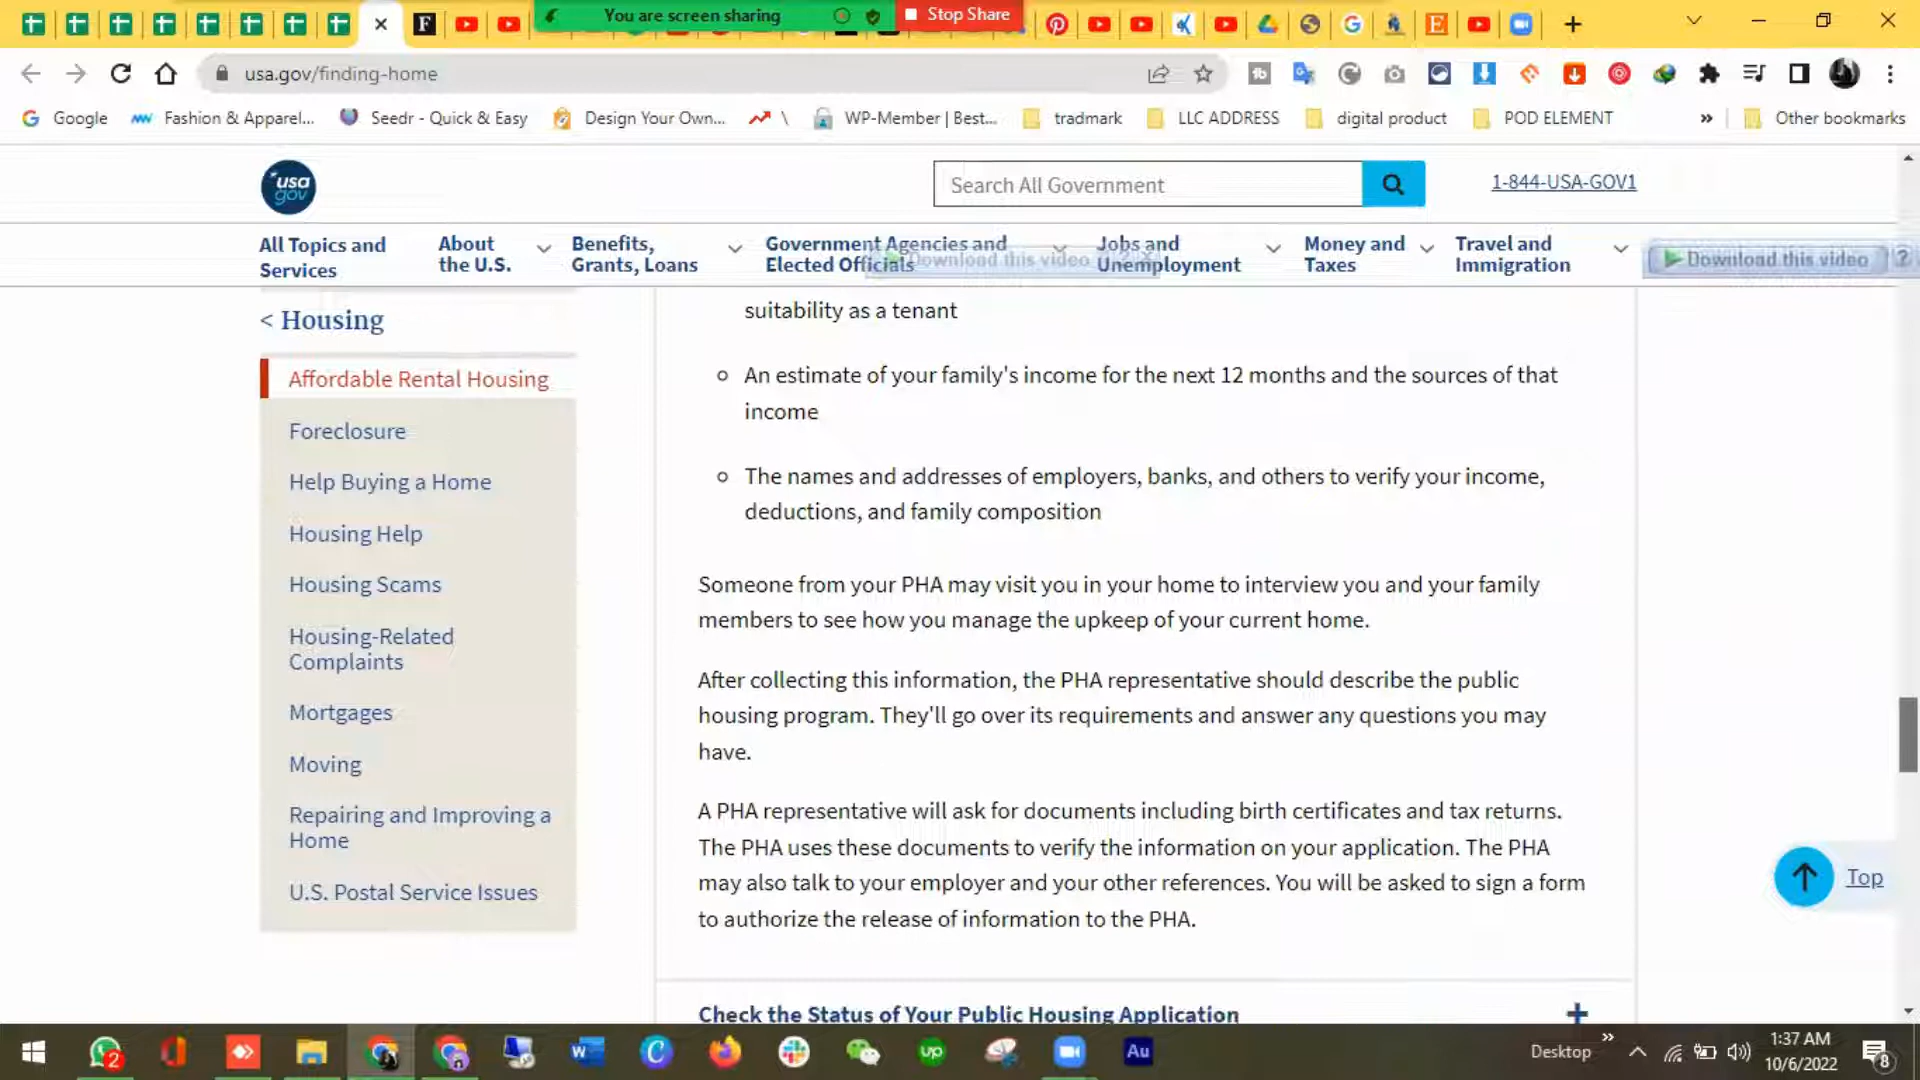 You are screen sharing
Stop Share
usa.gov/finding-home
Google
Fashion & Apparel...
Seedr - Quick & Easy
Design Your Own...
\
WP-Member | Best...
tradmark
LLC ADDRESS
digital product
POD ELEMENT
»
Other bookmarks
usa
gov
Search All Government
1-844-USA-GOV1
All Topics and
Services
About
the U.S.
Benefits,
Grants, Loans
Government Agencies and
Elected Officials
Jobs and
Unemployment
Money and
Taxes
Travel and
Immigration
Download this video
Download this video ?
< Housing
Affordable Rental Housing
Foreclosure
Help Buying a Home
Housing Help
Housing Scams
Housing-Related
Complaints
Mortgages
Moving
Repairing and Improving a
Home
U.S. Postal Service Issues
suitability as a tenant
An estimate of your family's income for the next 12 months and the sources of that
income
The names and addresses of employers, banks, and others to verify your income,
deductions, and family composition
Someone from your PHA may visit you in your home to interview you and your family
members to see how you manage the upkeep of your current home.
After collecting this information, the PHA representative should describe the public
housing program. They'll go over its requirements and answer any questions you may
have.
A PHA representative will ask for documents including birth certificates and tax returns.
The PHA uses these documents to verify the information on your application. The PHA
may also talk to your employer and your other references. You will be asked to sign a form
to authorize the release of information to the PHA.
Check the Status of Your Public Housing Application
Top
2
up
Au
Desktop
»
1:37 AM
10/6/2022
8